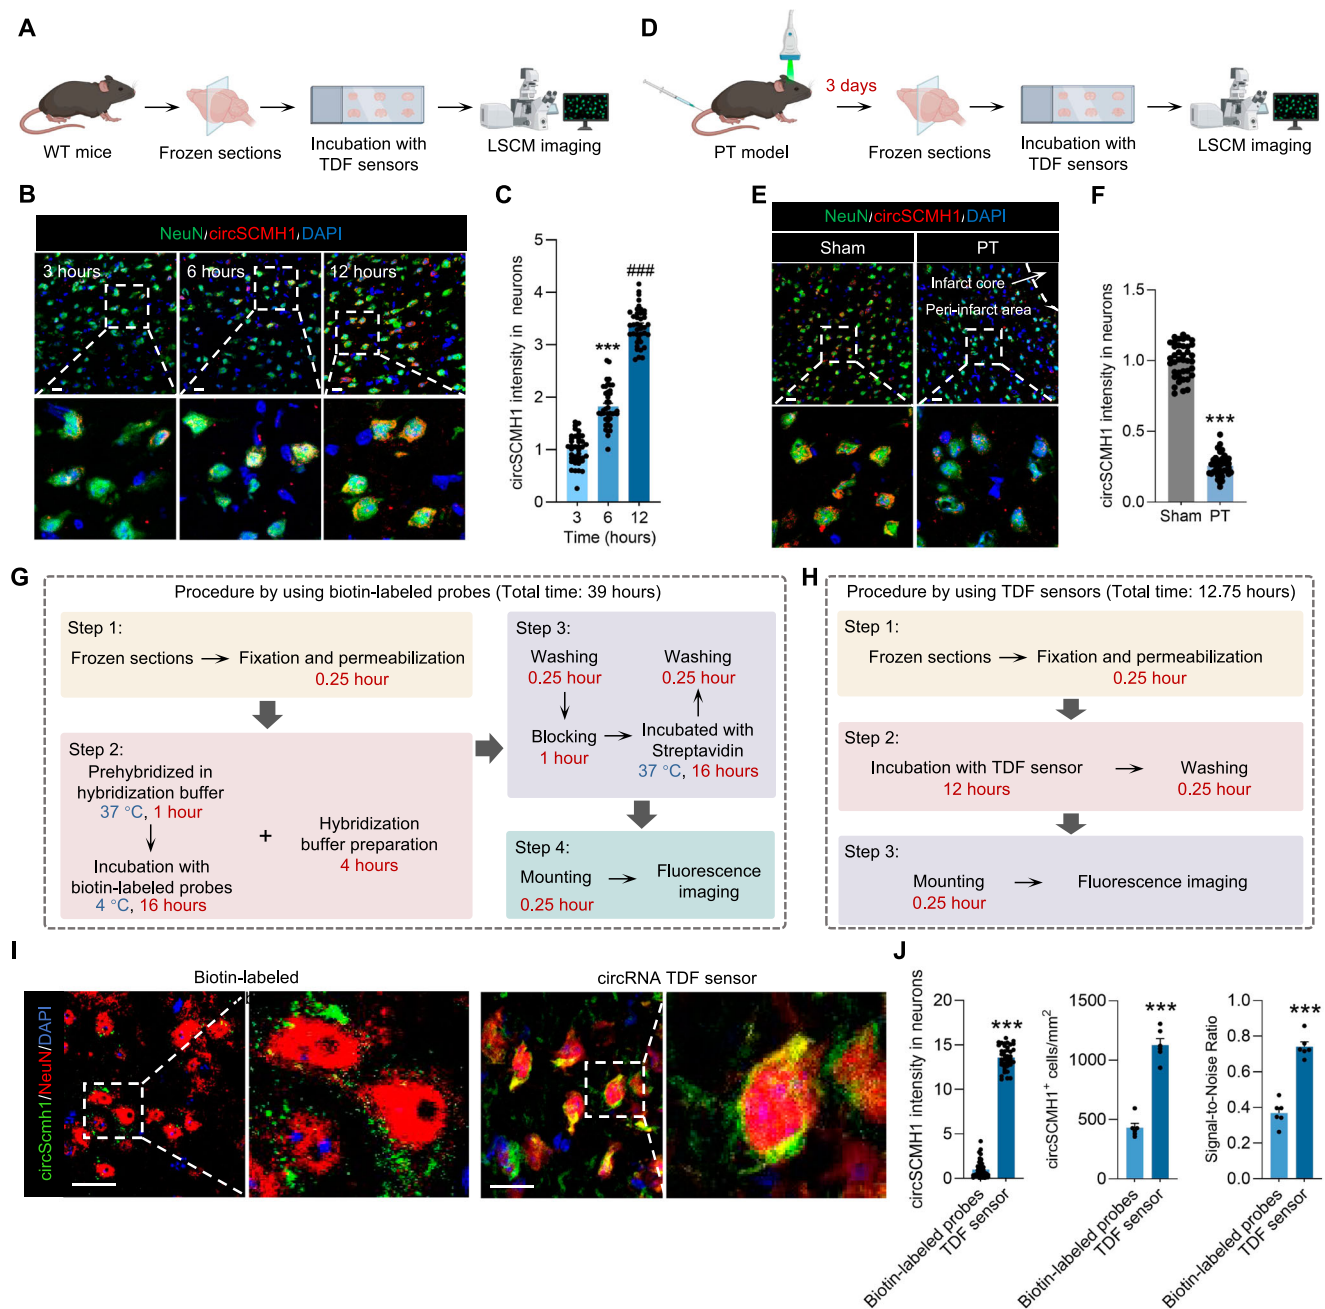 A
WT mice
Frozen sections
Incubation with
TDF sensors
LSCM imaging
D
3 days
PT model
Frozen sections
Incubation with
TDF sensors
LSCM imaging
B
NeuN/circSCMH1/DAPI
3 hours
6 hours
12 hours
C
circSCMH1 intensity in neurons
5
4
3
2
1
0
***
###
3
6
12
Time (hours)
E
NeuN/circSCMH1/DAPI
Sham
PT
Infarct core
Peri-infarct area
F
circSCMH1 intensity in neurons
1.5
1.0
0.5
0.0
***
Sham
PT
G
Procedure by using biotin-labeled probes (Total time: 39 hours)
Step 1:
Frozen sections
Fixation and permeabilization
0.25 hour
Step 2:
Prehybridized in
hybridization buffer
37 °C, 1 hour
Incubation with
biotin-labeled probes
4 °C, 16 hours
+
Hybridization
buffer preparation
4 hours
Step 3:
Washing
0.25 hour
Blocking
1 hour
Incubated with
Streptavidin
37 °C, 16 hours
Washing
0.25 hour
Step 4:
Mounting
0.25 hour
Fluorescence
imaging
H
Procedure by using TDF sensors (Total time: 12.75 hours)
Step 1:
Frozen sections
Fixation and permeabilization
0.25 hour
Step 2:
Incubation with TDF sensor
12 hours
Washing
0.25 hour
Step 3:
Mounting
0.25 hour
Fluorescence imaging
I
Biotin-labeled
circRNA TDF sensor
circScmh1/NeuN/DAPI
J
circSCMH1 intensity in neurons
20
15
10
5
0
***
Biotin-labeled probes
TDF sensor
circSCMH1⁺ cells/mm2
1500
1000
500
0
***
Biotin-labeled probes
TDF sensor
Signal-to-Noise Ratio
1.0
0.8
0.6
0.4
0.2
0.0
***
Biotin-labeled probes
TDF sensor